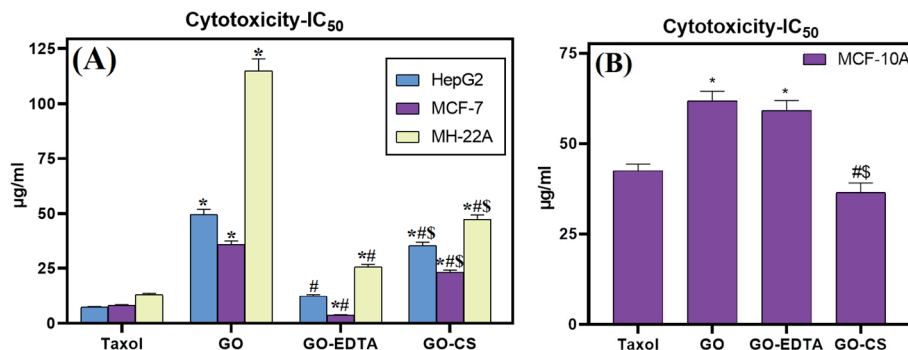 Cytotoxicity-IC50
(A)
HepG2
MCF-7
MH-22A
µg/ml
125
100
75
50
25
0
*
*
*
#
*#
*#
*#$
*#$
*#$
Taxol GO GO-EDTA GO-CS
Cytotoxicity-IC50
(B)
MCF-10A
µg/ml
75
50
25
0
*
*
#$
Taxol GO GO-EDTA GO-CS